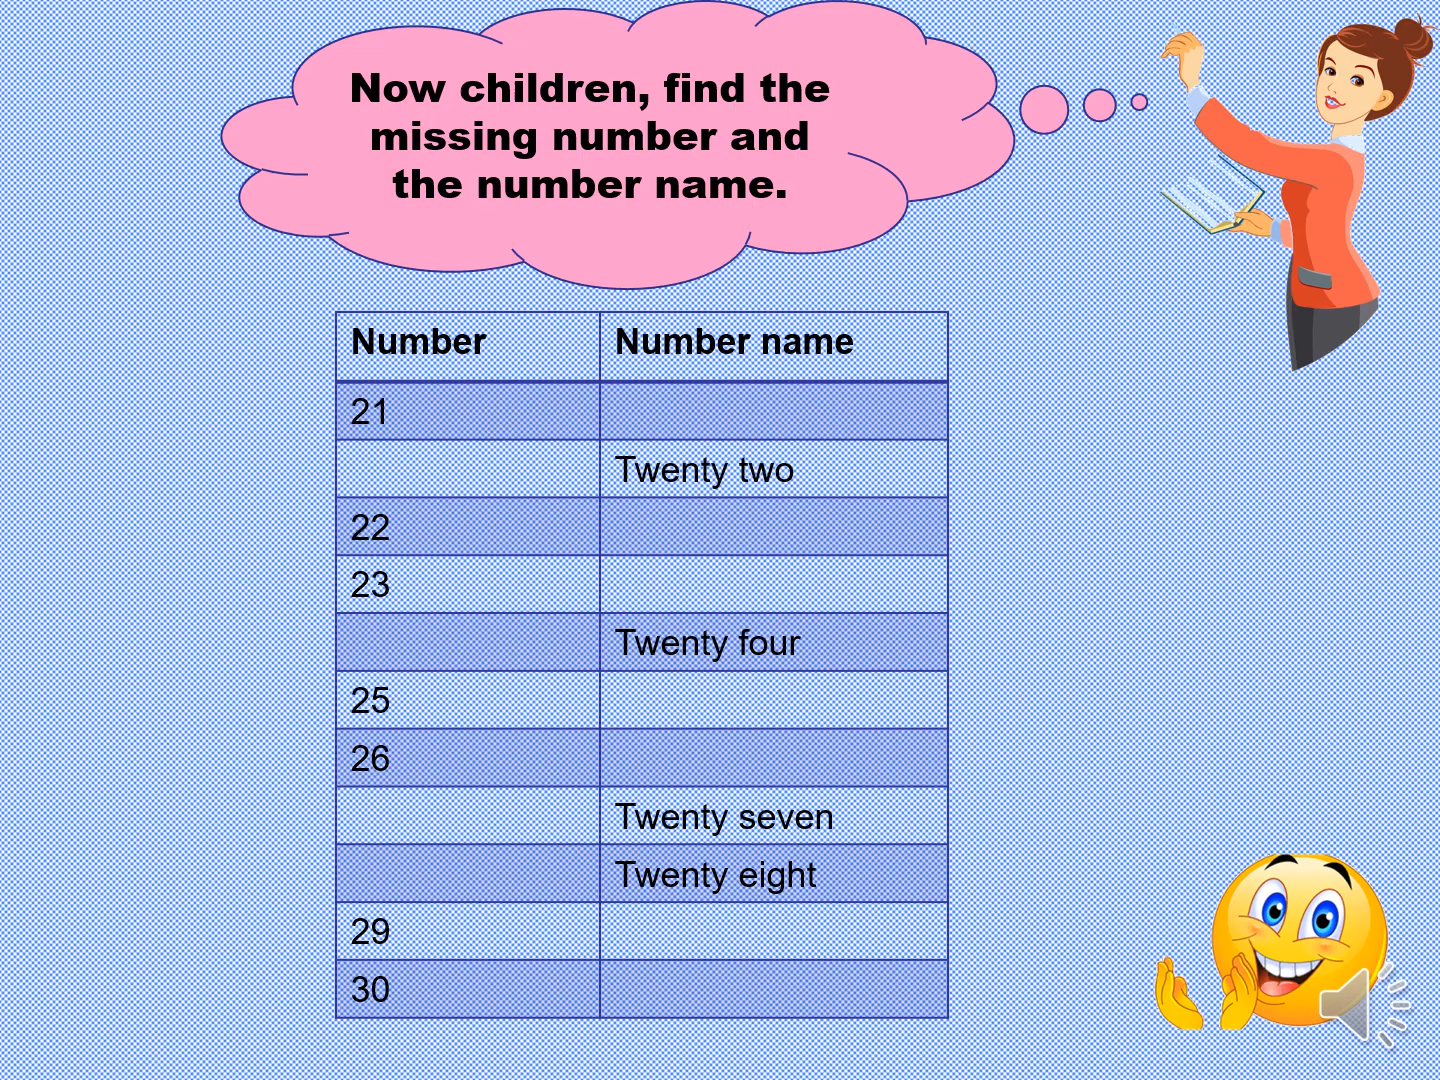 Now children, find the
missing number and
the number name.
Number Number name
21
Twenty two
22
23
Twenty four
25
26
Twenty seven
Twenty eight
29
30